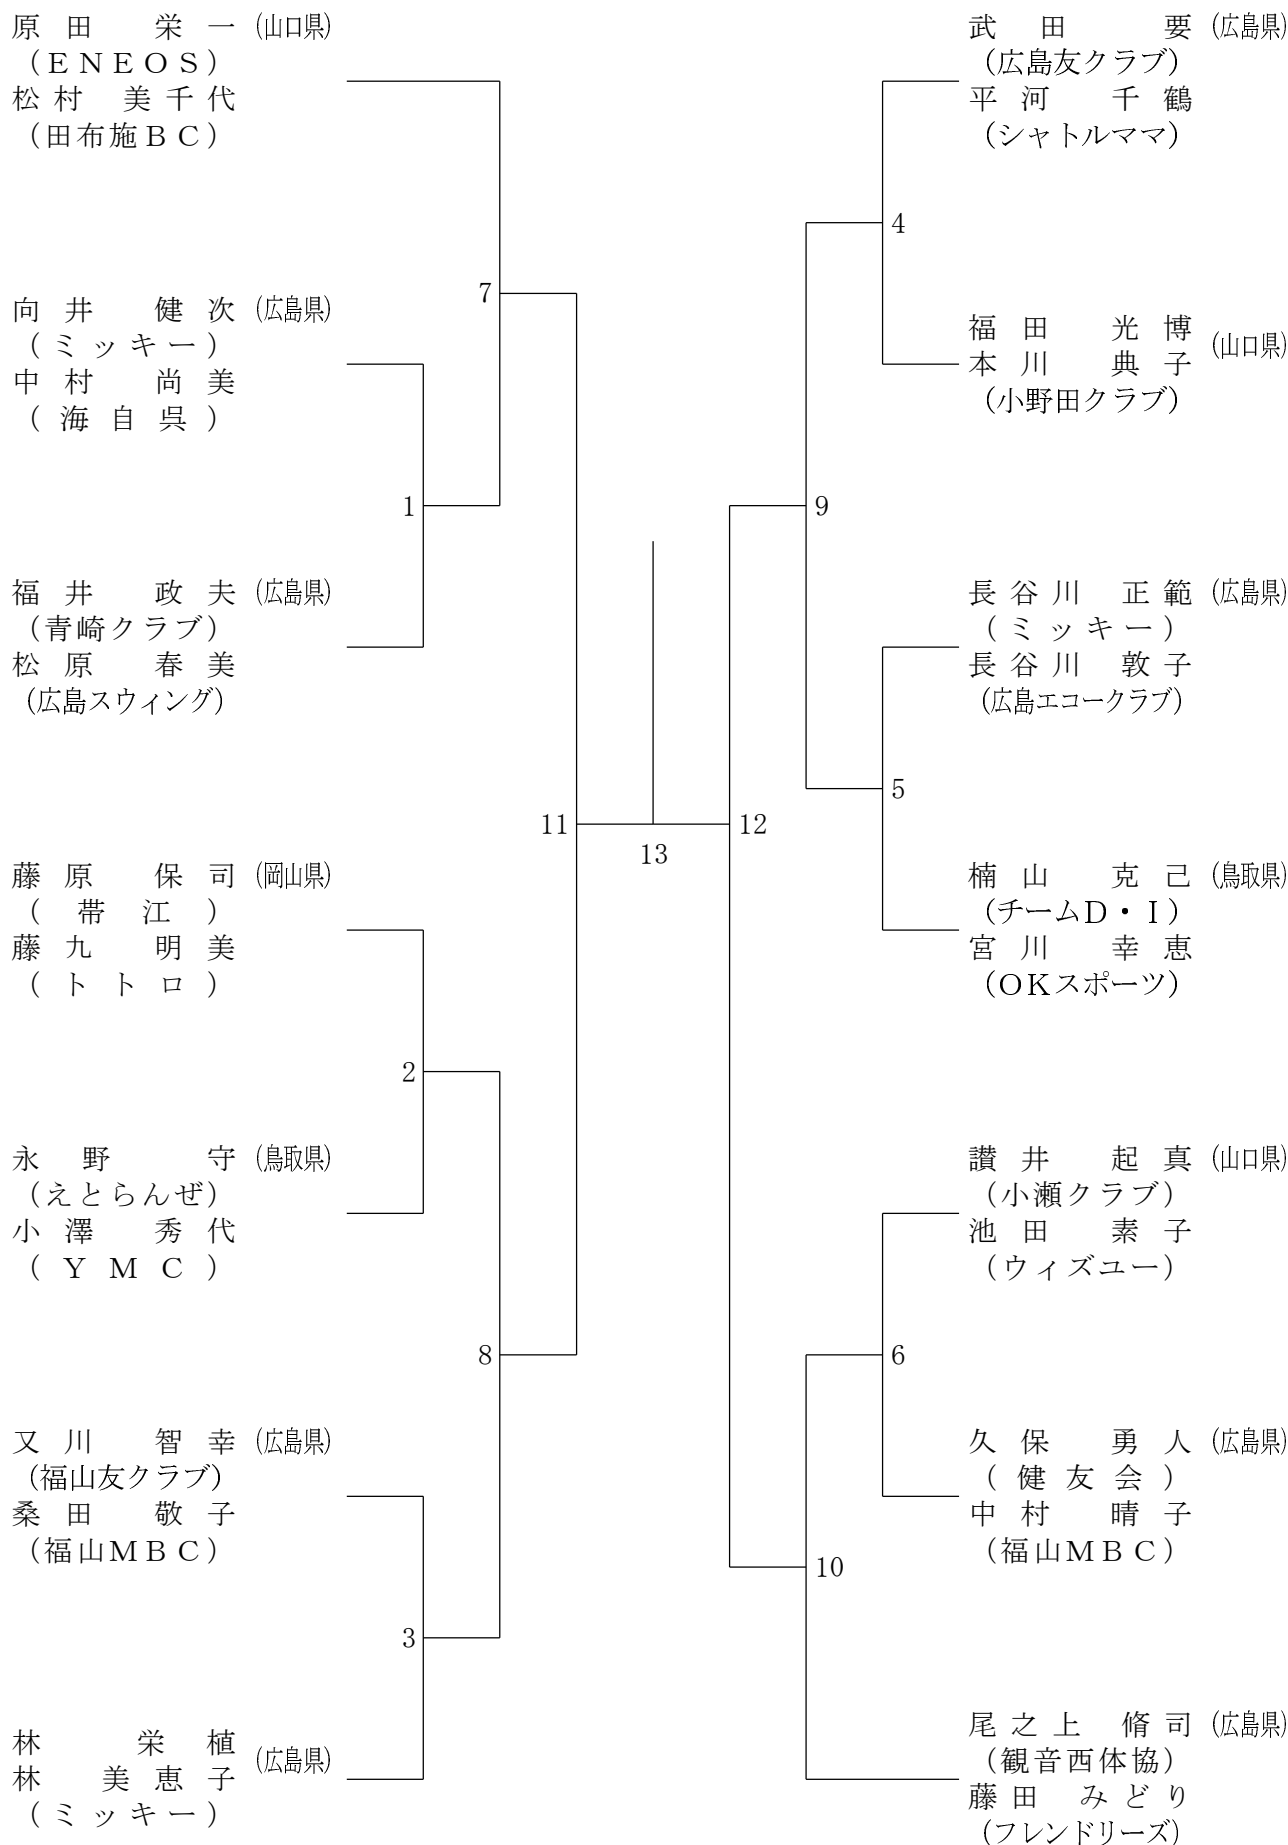 原田 栄一 (山口県)
(ＥＮＥＯＳ)
松村 美千代
(田布施ＢＣ)
向井 健次 (広島県)
(ミッキー)
中村 尚美
(海自呉)
福井 政夫 (広島県)
(青崎クラブ)
松原 春美
(広島スウィング)
藤原 保司 (岡山県)
(帯江)
藤九 明美
(トトロ)
永野 守 (鳥取県)
(えとらんぜ)
小澤 秀代
(ＹＭＣ)
又川 智幸 (広島県)
(福山友クラブ)
桑田 敬子
(福山ＭＢＣ)
林 栄植
林 美恵子 (広島県)
(ミッキー)
7
1
11
2
8
3
13
12
4
9
5
6
10
武田 要 (広島県)
(広島友クラブ)
平河 千鶴
(シャトルママ)
福田 光博 (山口県)
本川 典子
(小野田クラブ)
長谷川 正範 (広島県)
(ミッキー)
長谷川 敦子
(広島エコークラブ)
楠山 克己 (鳥取県)
(チームＤ・Ｉ)
宮川 幸恵
(ＯＫスポーツ)
讃井 起真 (山口県)
(小瀬クラブ)
池田 素子
(ウィズユー)
久保 勇人 (広島県)
(健友会)
中村 晴子
(福山ＭＢＣ)
尾之上 脩司 (広島県)
(観音西体協)
藤田 みどり
(フレンドリーズ)